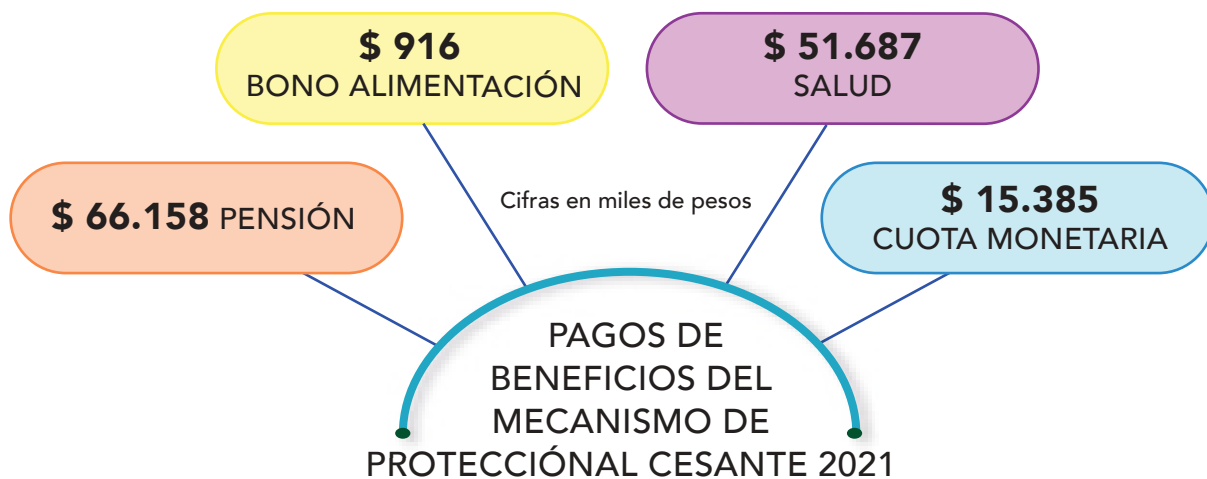 $ 916
BONO ALIMENTACIÓN
$ 51.687
SALUD
$ 66.158 PENSIÓN
Cifras en miles de pesos
$ 15.385
CUOTA MONETARIA
PAGOS DE
BENEFICIOS DEL
MECANISMO DE
PROTECCIÓNAL CESANTE 2021